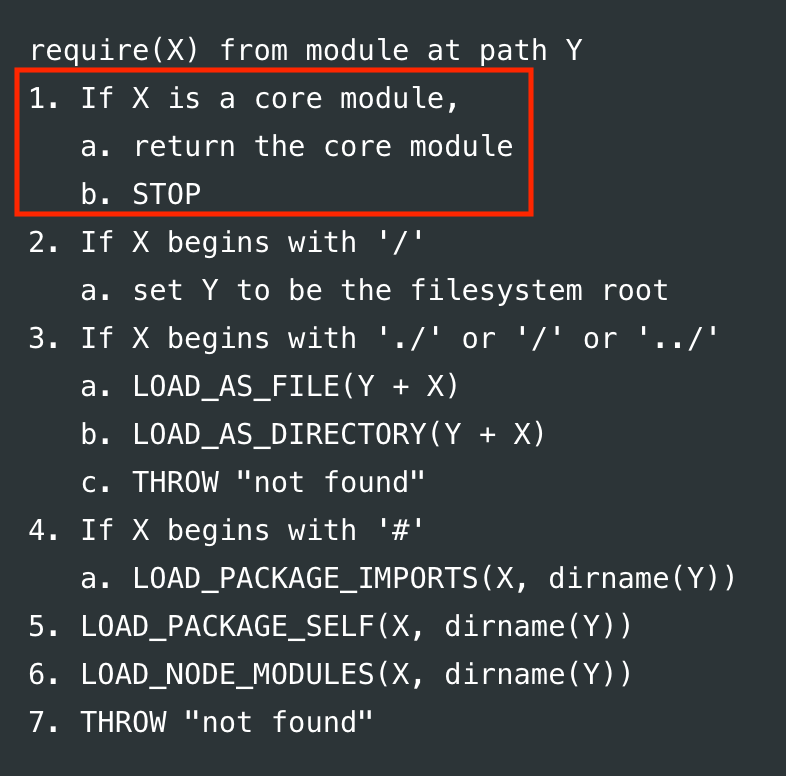 require(X) from module at path Y
1. If X is a core module,
   a. return the core module
   b. STOP
2. If X begins with '/'
   a. set Y to be the filesystem root
3. If X begins with './' or '/' or '../'
   a. LOAD_AS_FILE(Y + X)
   b. LOAD_AS_DIRECTORY(Y + X)
   c. THROW "not found"
4. If X begins with '#'
   a. LOAD_PACKAGE_IMPORTS(X, dirname(Y))
5. LOAD_PACKAGE_SELF(X, dirname(Y))
6. LOAD_NODE_MODULES(X, dirname(Y))
7. THROW "not found"